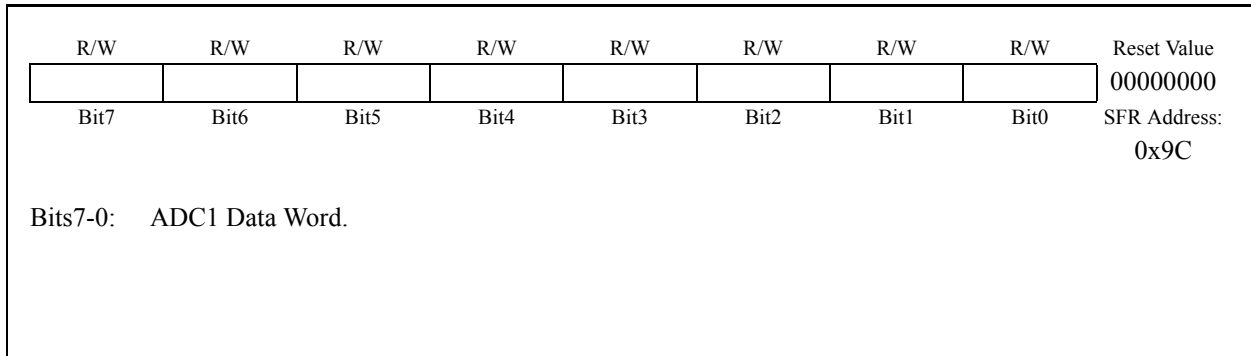 R/W R/W R/W R/W R/W R/W R/W R/W Reset Value
00000000
Bit7 Bit6 Bit5 Bit4 Bit3 Bit2 Bit1 Bit0 SFR Address:
0x9C
Bits7-0: ADC1 Data Word.